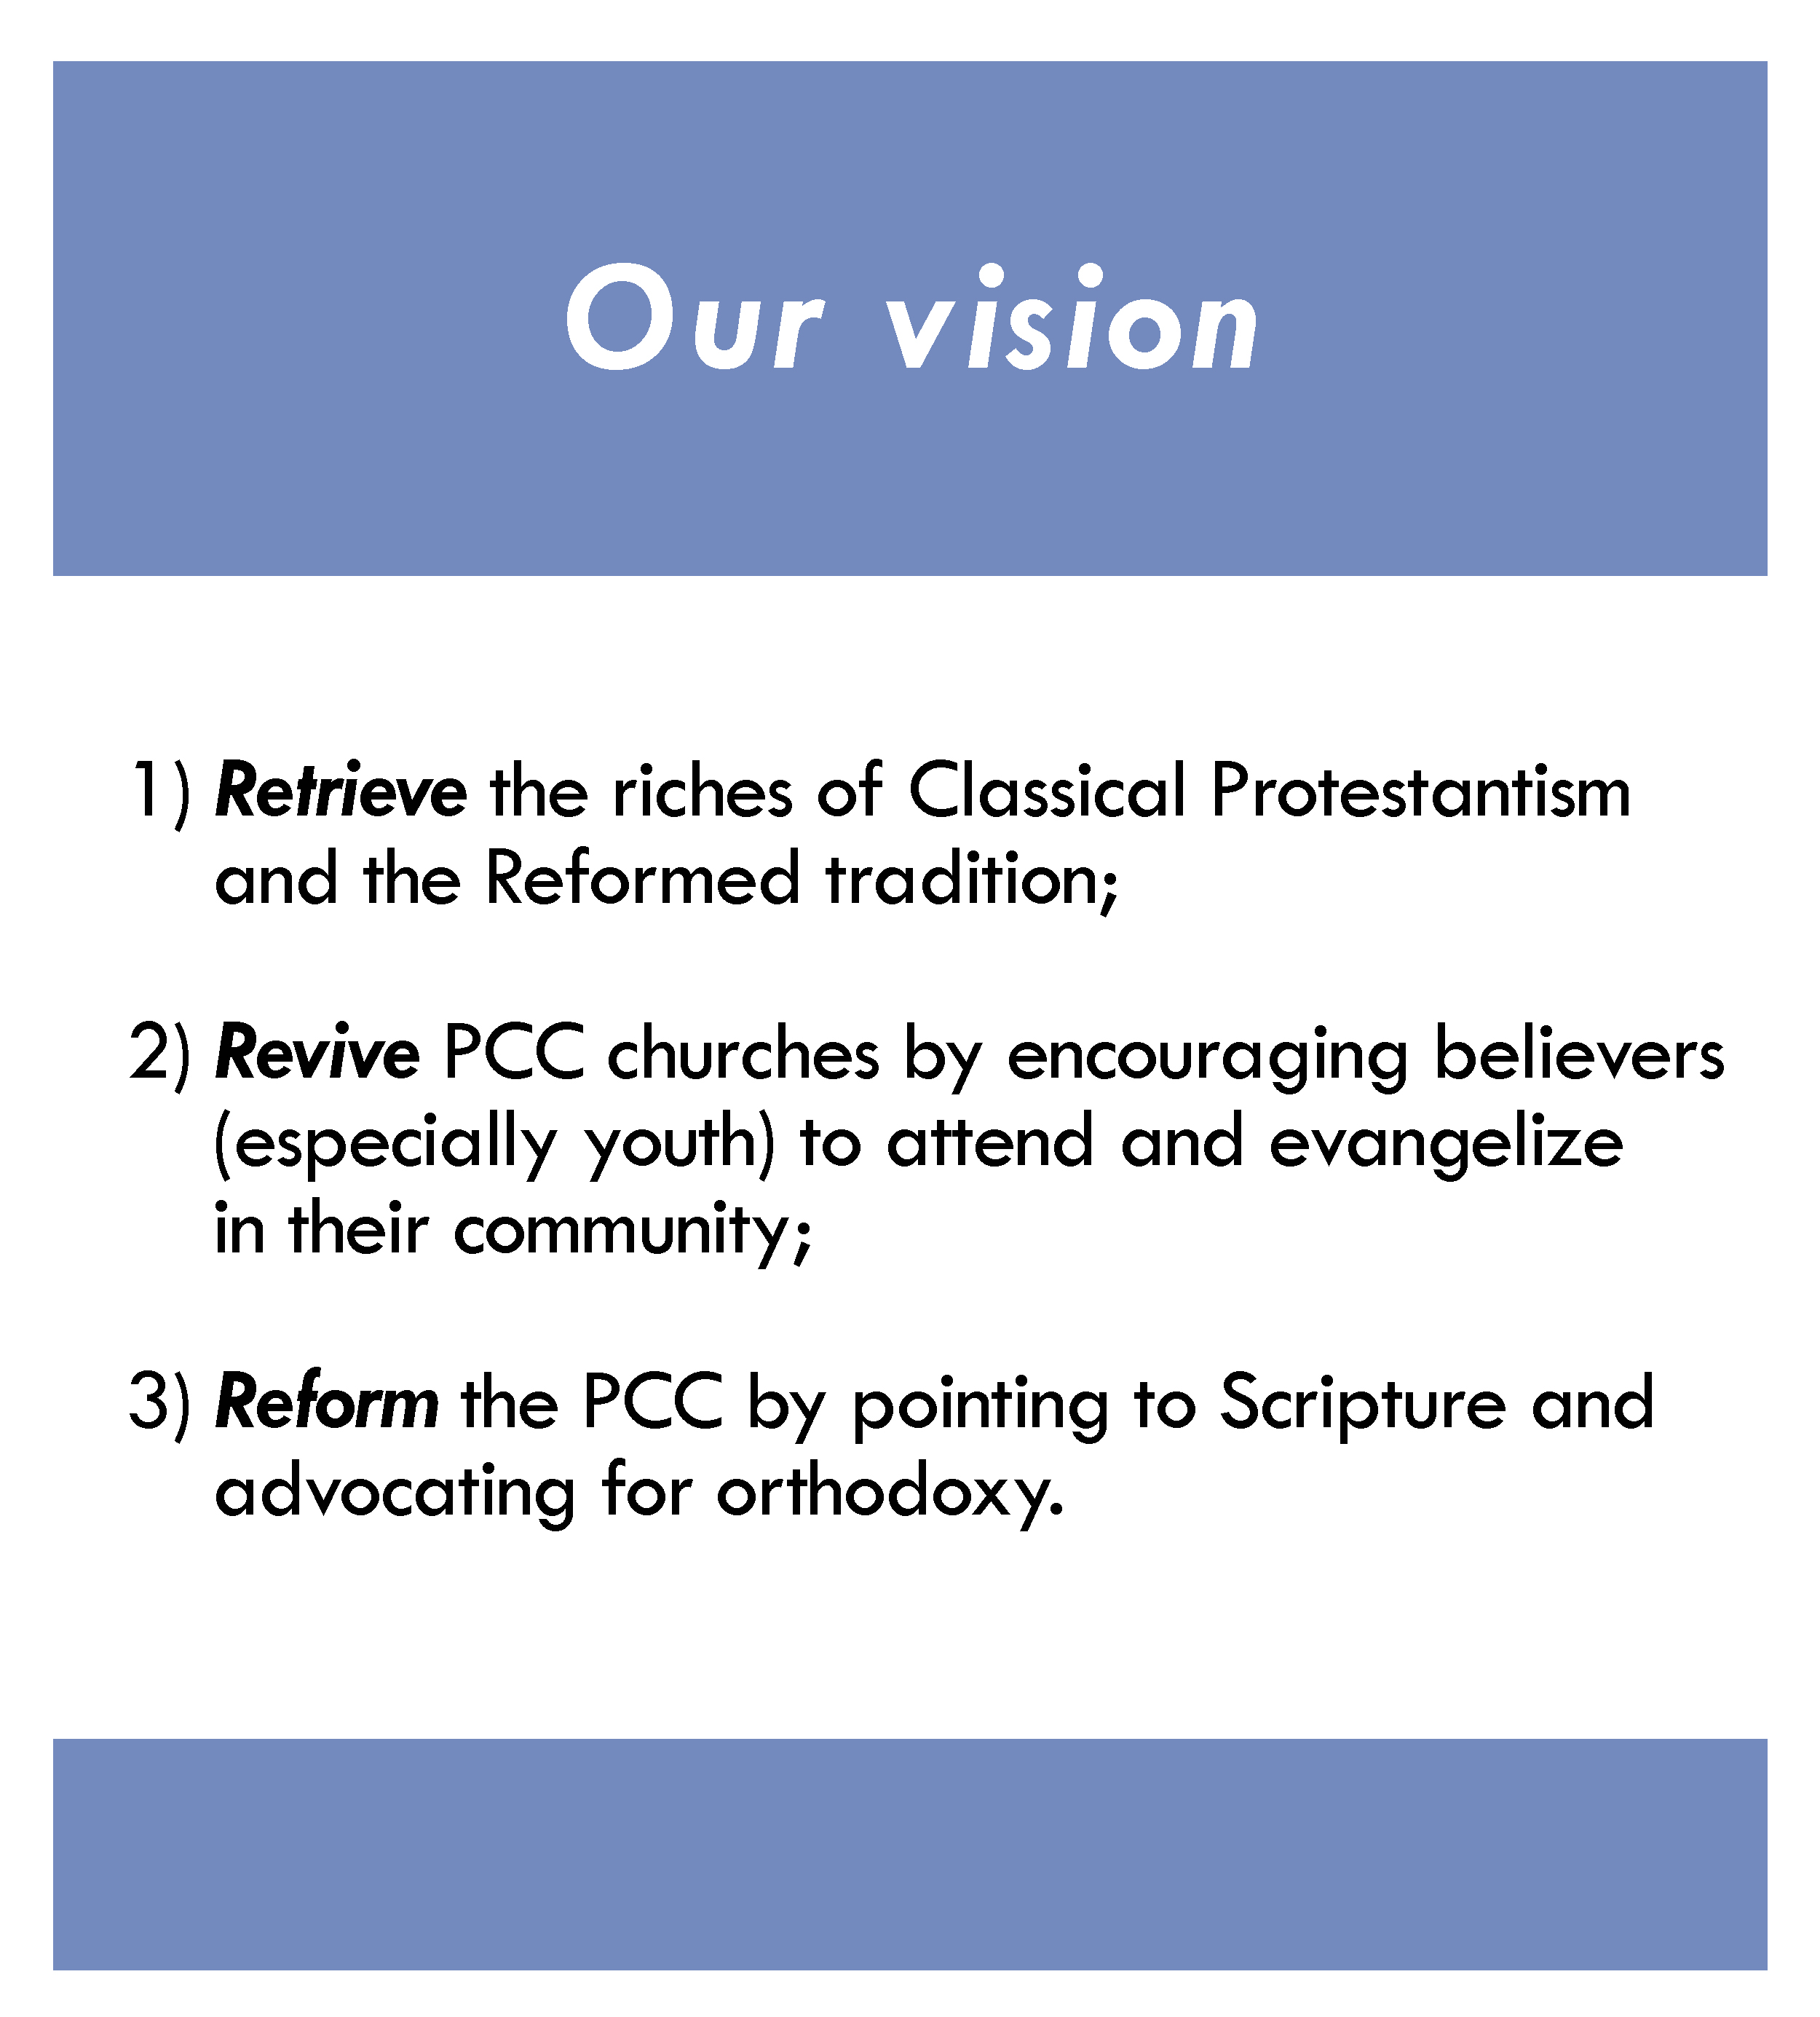 Our vision
1) Retrieve the riches of Classical Protestantism
and the Reformed tradition;
2) Revive PCC churches by encouraging believers
(especially youth) to attend and evangelize
in their community;
3) Reform the PCC by pointing to Scripture and
advocating for orthodoxy.